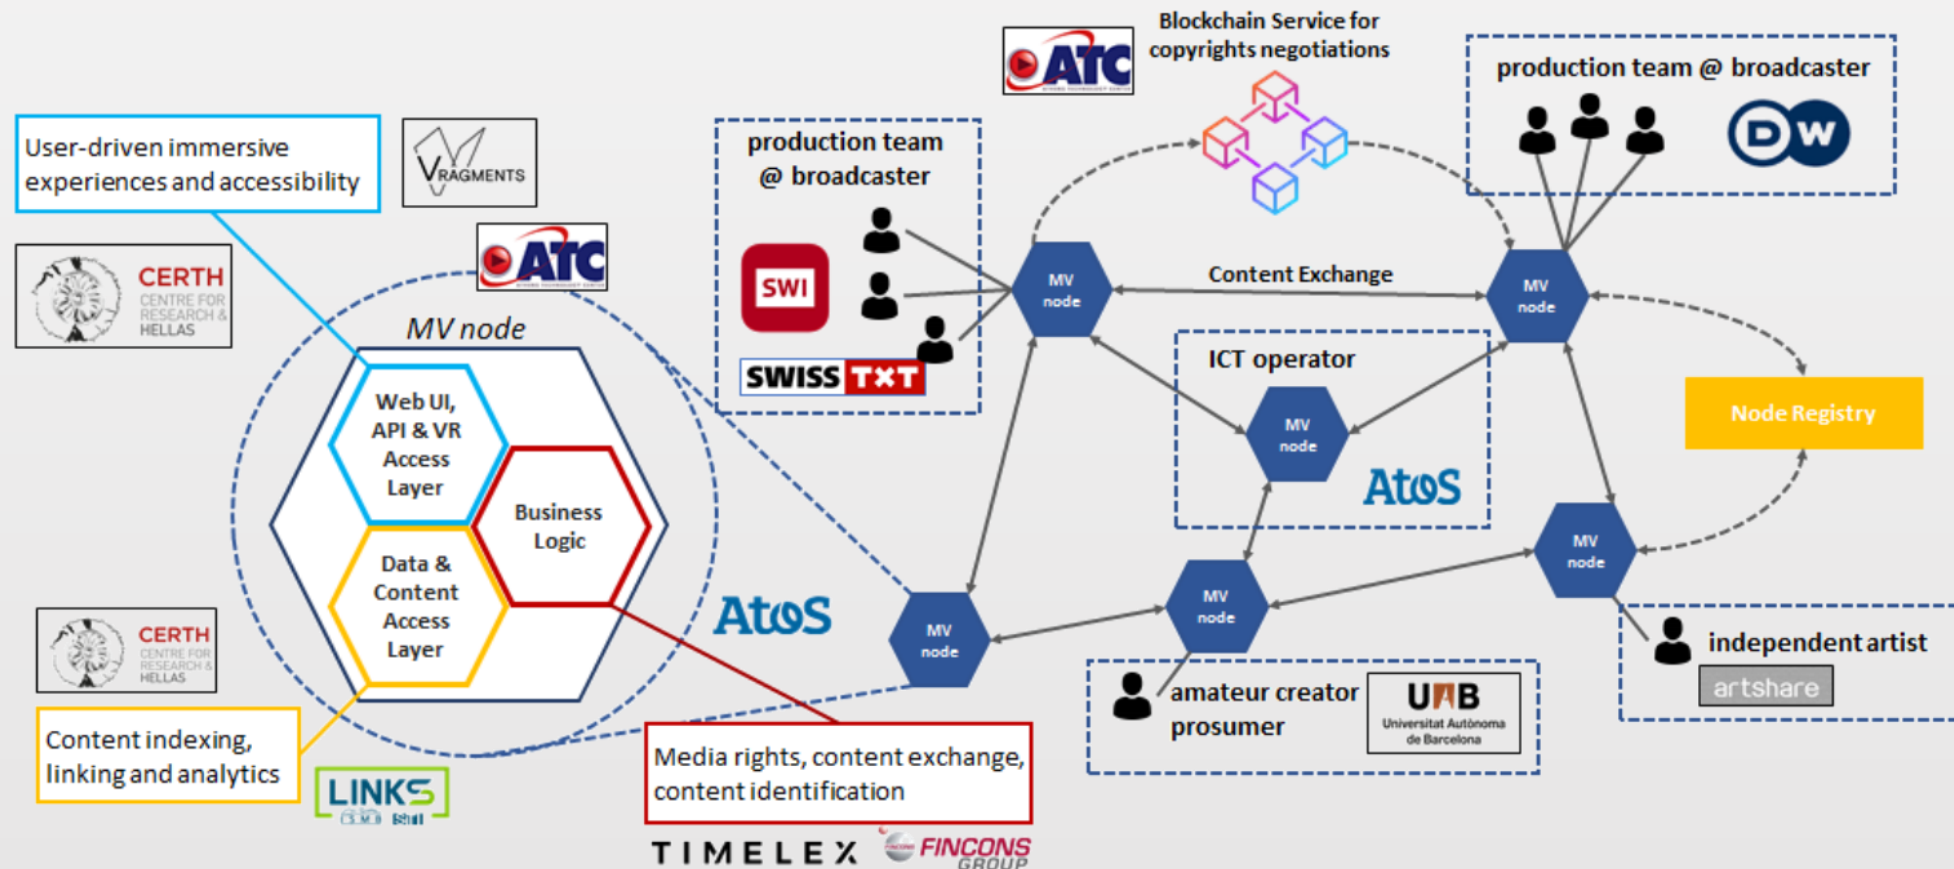 Blockchain Service for
copyrights negotiations
ATC
production team @ broadcaster
DW
User-driven immersive
experiences and accessibility
VRAGMENTS
production team
@ broadcaster
ATC
CERTH
CENTRE FOR
RESEARCH &
HELLAS
SWI
SWISS TXT
MV
node
Content Exchange
MV
node
MV node
ICT operator
MV
node
AtoS
Node Registry
Web UI,
API & VR
Access
Layer
Business
Logic
Data &
Content
Access
Layer
MV
node
MV
node
MV
node
AtoS
CERTH
CENTRE FOR
RESEARCH &
HELLAS
independent artist
artshare
amateur creator
prosumer
UAB
Universitat Autònoma
de Barcelona
Content indexing,
linking and analytics
LINKS
Media rights, content exchange,
content identification
TIMELEX
FINCONS
GROUP